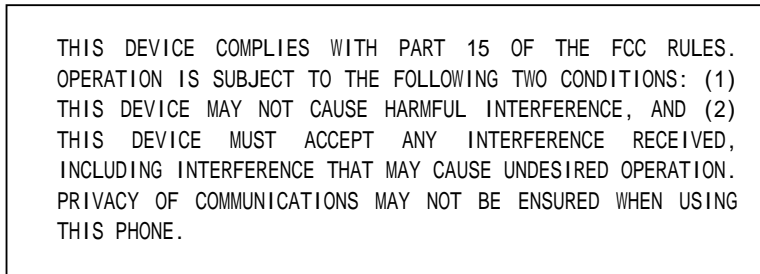 THIS DEVICE COMPLIES WITH PART 15 OF THE FCC RULES.
OPERATION IS SUBJECT TO THE FOLLOWING TWO CONDITIONS: (1)
THIS DEVICE MAY NOT CAUSE HARMFUL INTERFERENCE, AND (2)
THIS DEVICE MUST ACCEPT ANY INTERFERENCE RECEIVED,
INCLUDING INTERFERENCE THAT MAY CAUSE UNDESIRED OPERATION.
PRIVACY OF COMMUNICATIONS MAY NOT BE ENSURED WHEN USING
THIS PHONE.